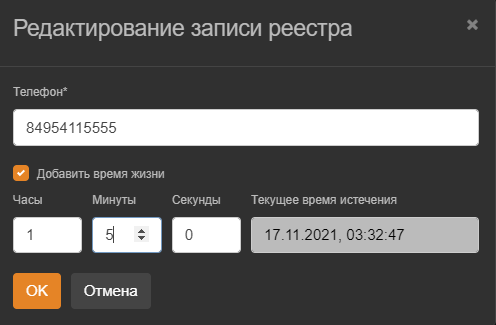 Редактирование записи реестра ×
Телефон*
84954115555
Добавить время жизни
Часы Минуты Секунды Текущее время истечения
1 5 0 17.11.2021, 03:32:47
OK Отмена